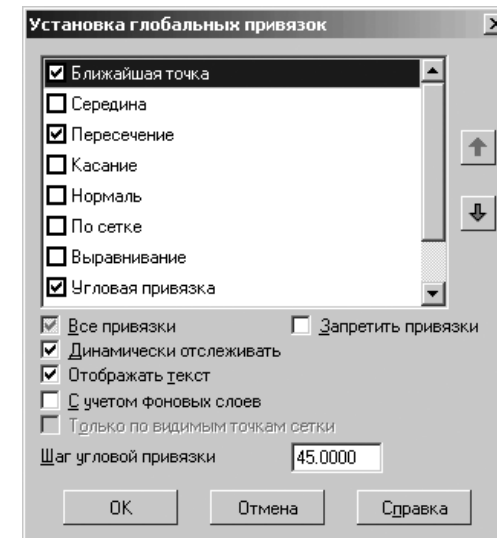 Установка глобальных привязок
Ближайшая точка
Середина
Пересечение
Касание
Нормаль
По сетке
Выравнивание
Угловая привязка
Все привязки Запретить привязки
Динамически отслеживать
Отображать текст
С учетом фоновых слоев
Только по видимым точкам сетки
Шаг угловой привязки 45.0000
OK Отмена Справка